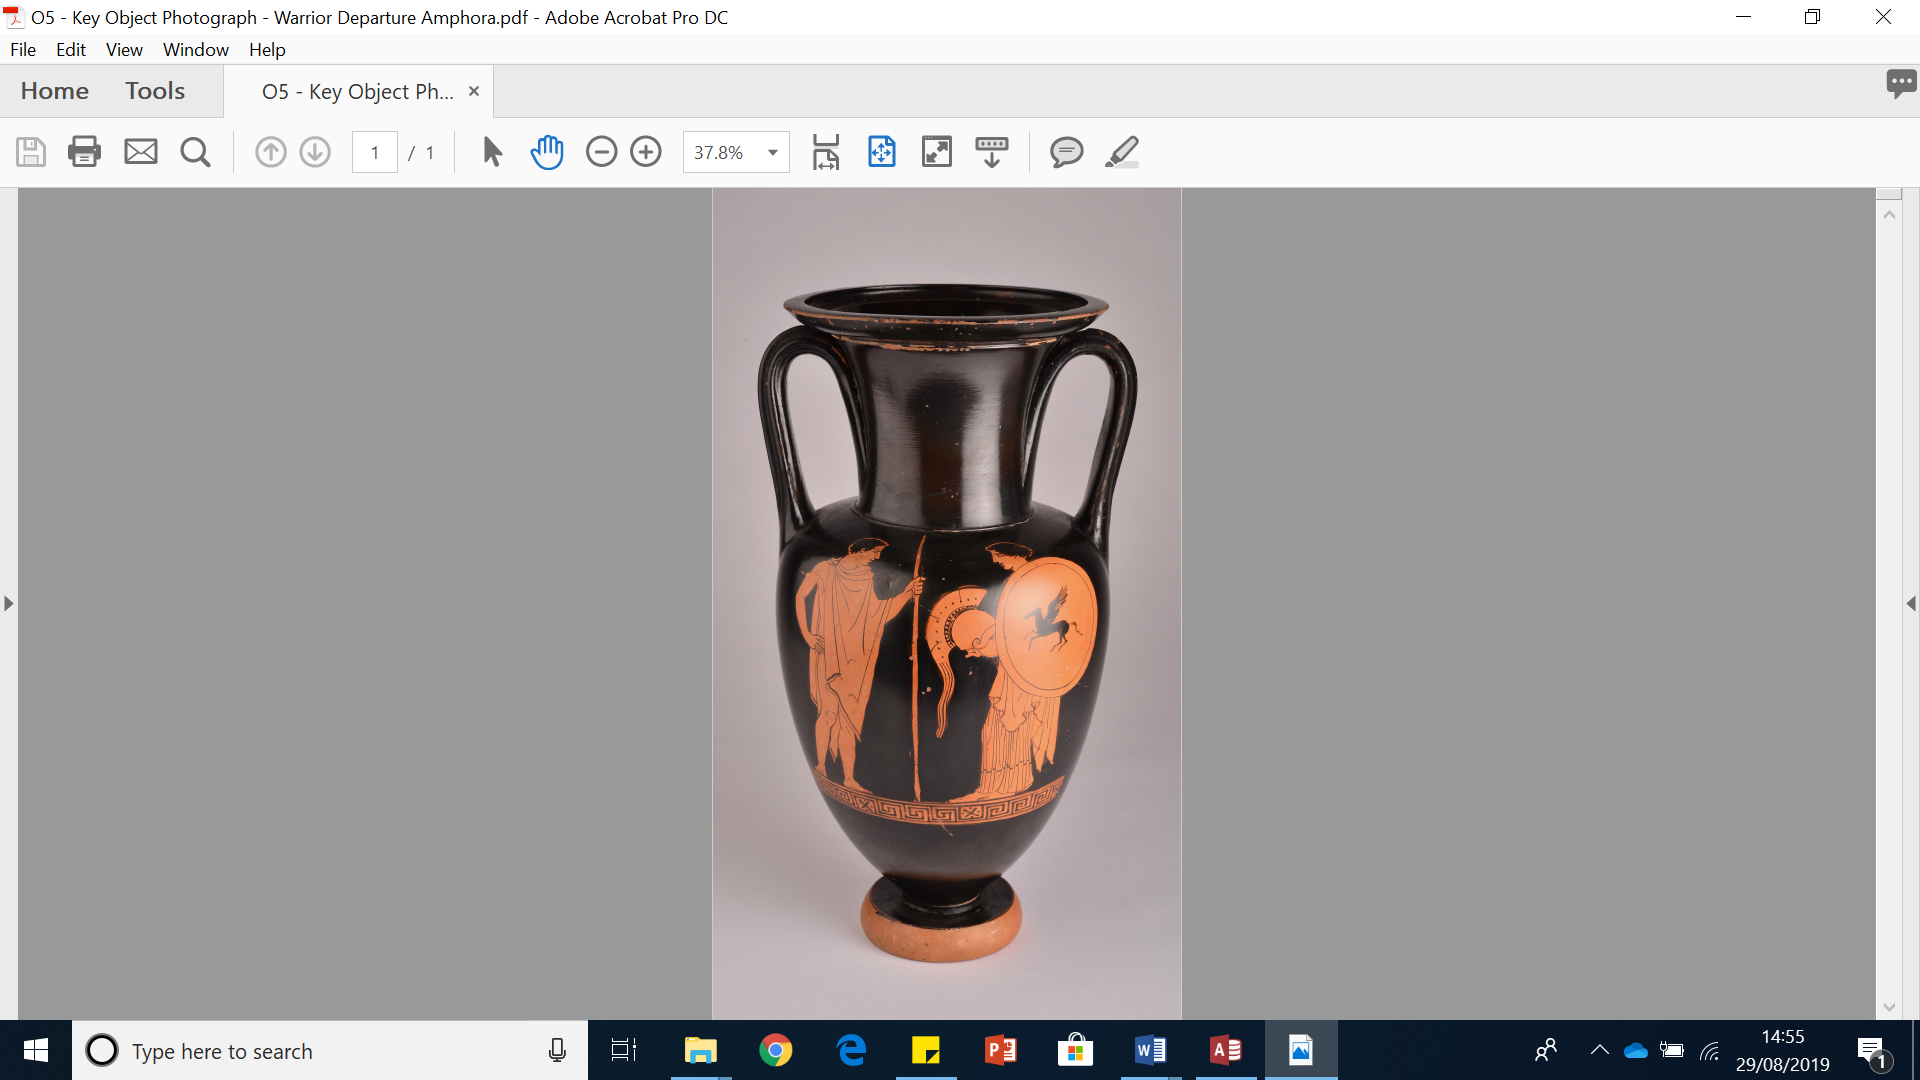 O5 - Key Object Photograph - Warrior Departure Amphora.pdf - Adobe Acrobat Pro DC
File Edit View Window Help
Home Tools O5 - Key Object Ph... ×
1 / 1 37.8%
Type here to search
14:55
29/08/2019
1